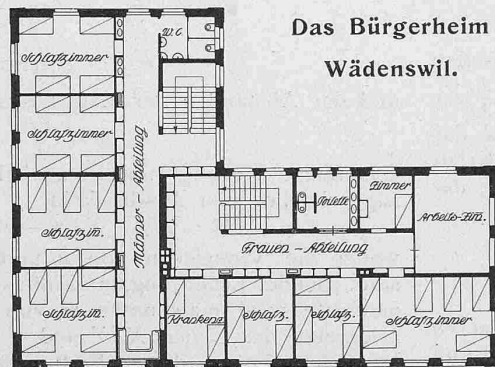 Das Bürgerheim
Wädenswil.
W.C.
Schlafzimmer
Schlafzimmer
Männer Abteilung
Zimmer
Toilette
Arbeits-Zim.
Schlafzim.
Frauen-Abteilung
Schlafzim.
Krankenz.
Schlafz.
Schlafz.
Schlafzimmer